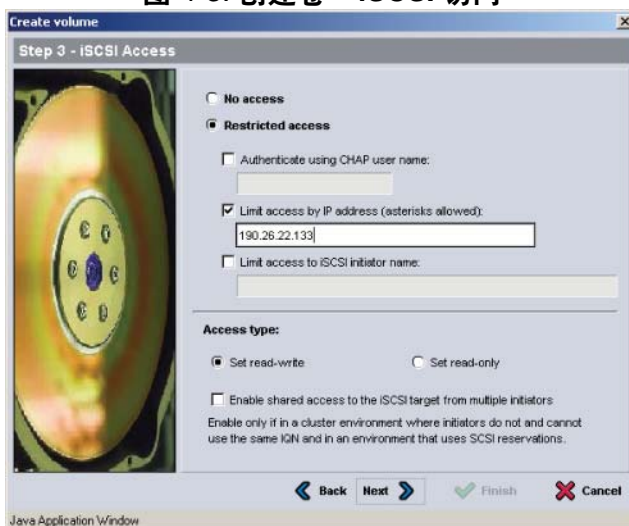 Create volume
Step 3 - iSCSI Access
No access
Restricted access
Authenticate using CHAP user name:
Limit access by IP address (asterisks allowed):
190.26.22.133
Limit access to iSCSI initiator name:
Access type:
Set read-write
Set read-only
Enable shared access to the iSCSI target from multiple initiators
Enable only if in a cluster environment where initiators do not and cannot
use the same IQN and in an environment that uses SCSI reservations.
Back
Next
Finish
Cancel
Java Application Window